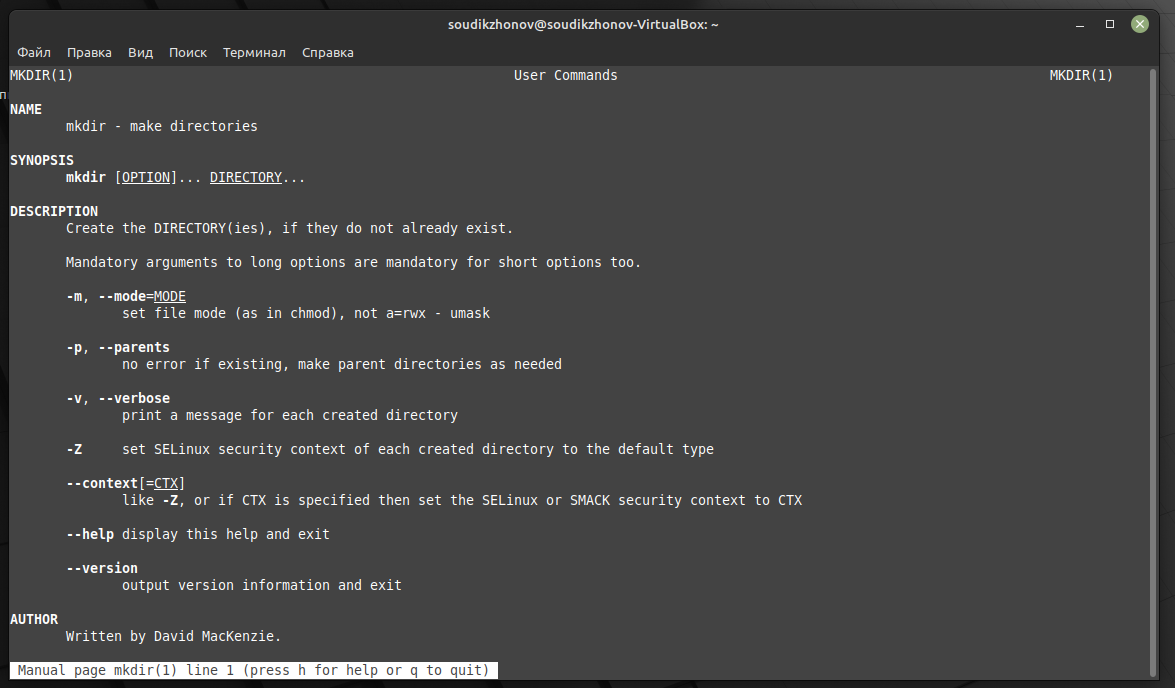 soudikzhonov@soudikzhonov-VirtualBox: ~
Файл Правка Вид Поиск Терминал Справка
MKDIR(1) User Commands MKDIR(1)
NAME
mkdir - make directories
SYNOPSIS
mkdir [OPTION]... DIRECTORY...
DESCRIPTION
Create the DIRECTORY(ies), if they do not already exist.
Mandatory arguments to long options are mandatory for short options too.
-m, --mode=MODE
set file mode (as in chmod), not a=rwx - umask
-p, --parents
no error if existing, make parent directories as needed
-v, --verbose
print a message for each created directory
-Z set SELinux security context of each created directory to the default type
--context[=CTX]
like -Z, or if CTX is specified then set the SELinux or SMACK security context to CTX
--help display this help and exit
--version
output version information and exit
AUTHOR
Written by David MacKenzie.
Manual page mkdir(1) line 1 (press h for help or q to quit)